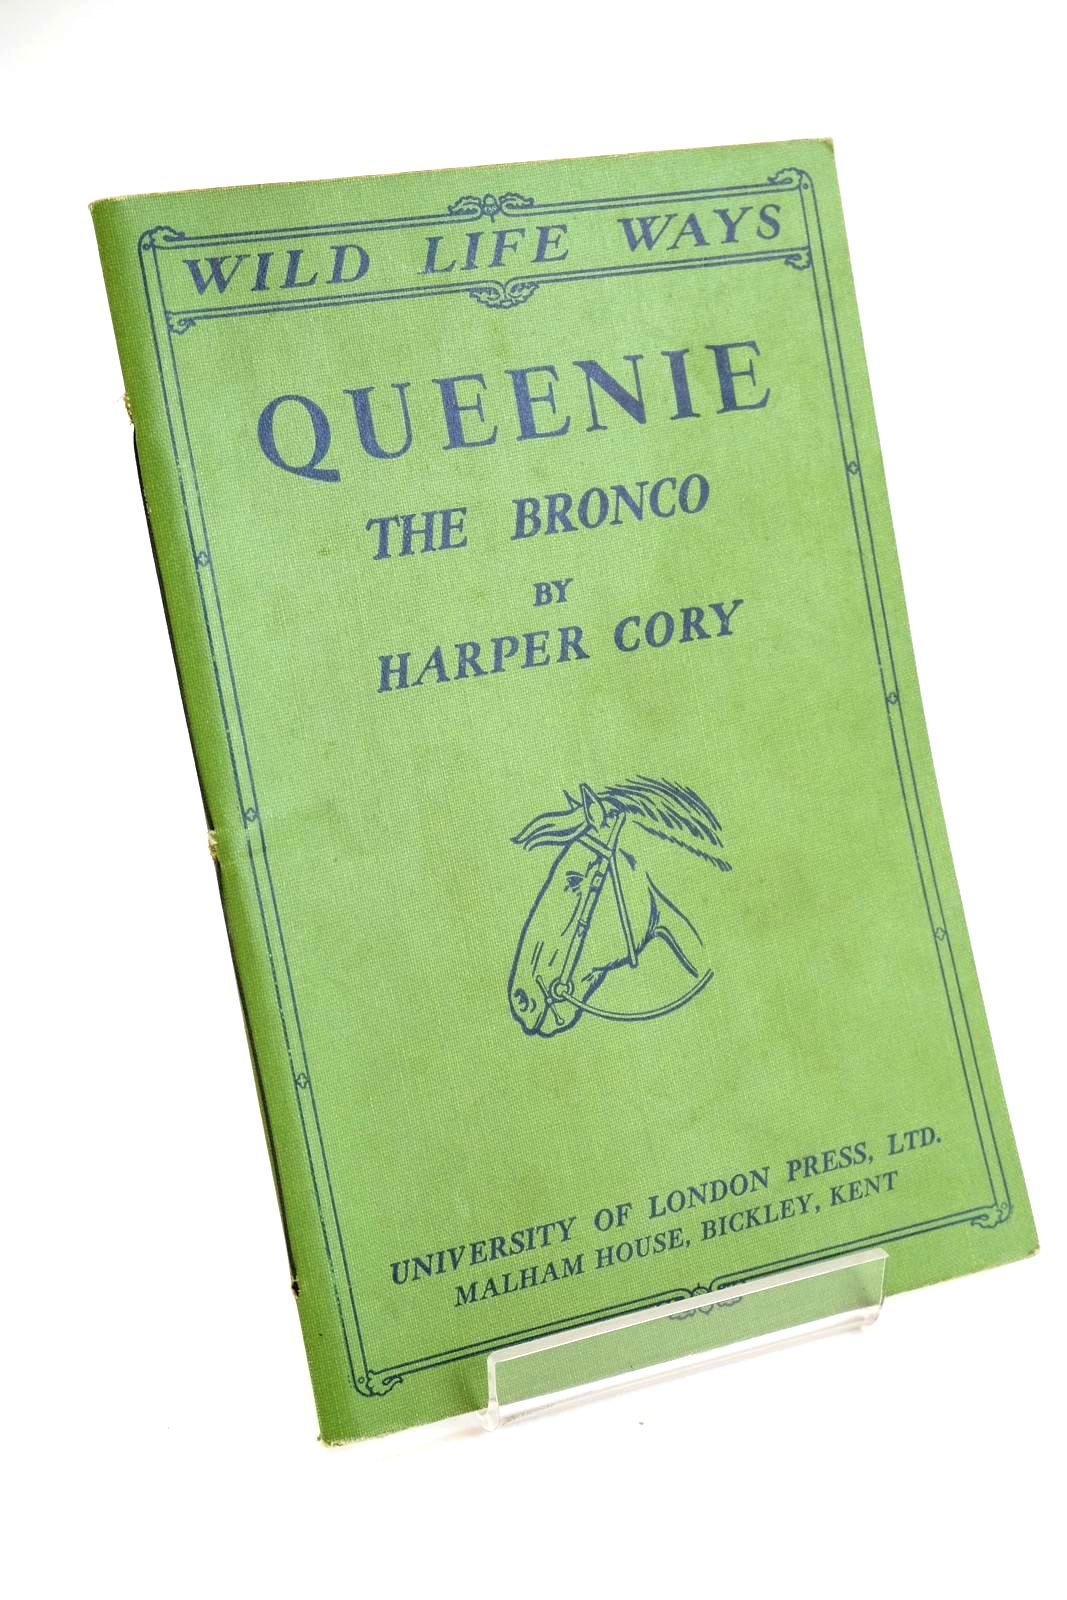 WILD LIFE WAYS
QUEENIE
THE BRONCO
BY
HARPER CORY
UNIVERSITY OF LONDON PRESS, LTD.
MALHAM HOUSE, BICKLEY, KENT